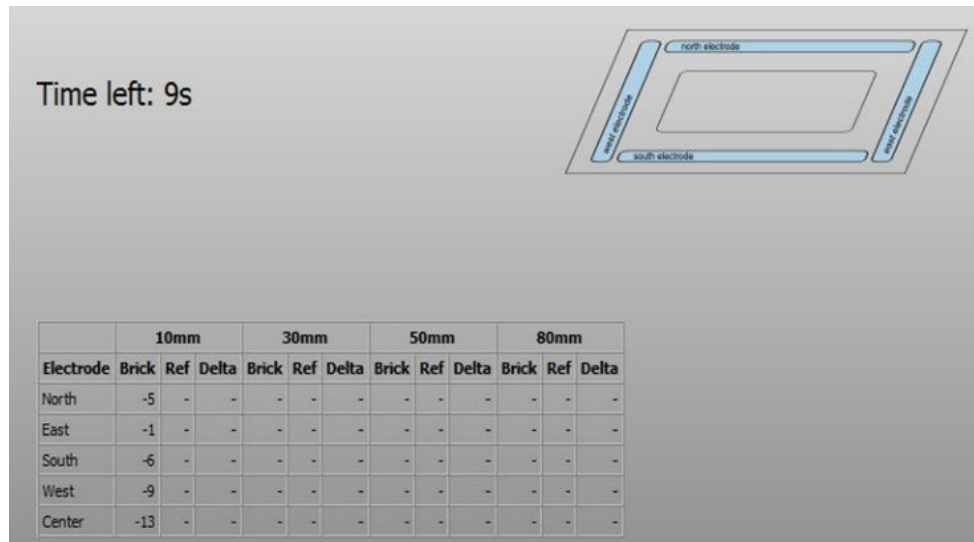 north electrode
Time left: 9s
west electrode
east electrode
south electrode
10mm 30mm 50mm 80mm
Electrode Brick Ref Delta Brick Ref Delta Brick Ref Delta Brick Ref Delta
North -5 - - - - - - - - - - -
East -1 - - - - - - - - - - -
South -6 - - - - - - - - - - -
West -9 - - - - - - - - - - -
Center -13 - - - - - - - - - - -